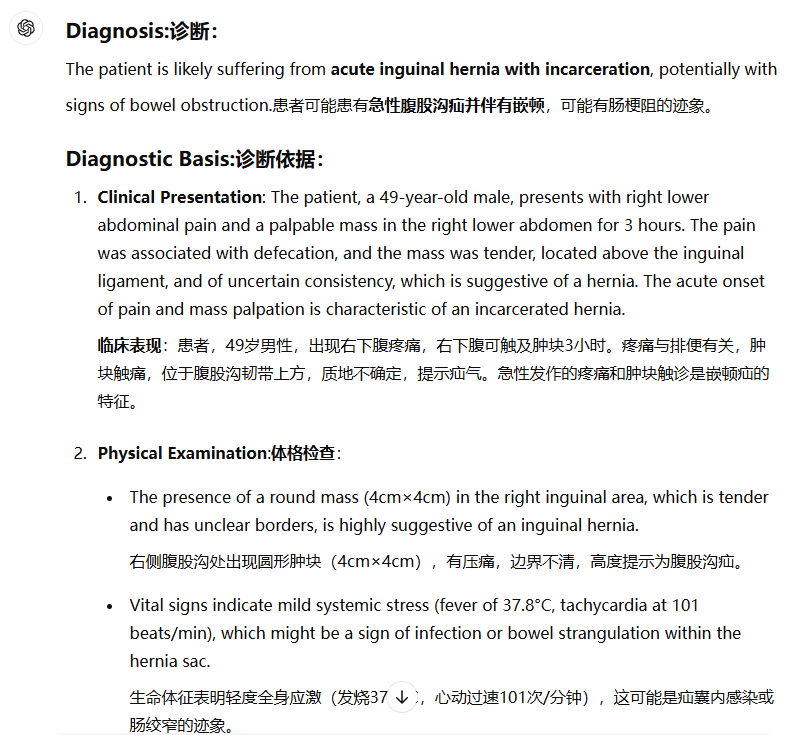 Diagnosis:诊断：
The patient is likely suffering from acute inguinal hernia with incarceration, potentially with
signs of bowel obstruction.患者可能患有急性腹股沟疝并伴有嵌顿，可能有肠梗阻的迹象。
Diagnostic Basis:诊断依据：
1. Clinical Presentation: The patient, a 49-year-old male, presents with right lower
abdominal pain and a palpable mass in the right lower abdomen for 3 hours. The pain
was associated with defecation, and the mass was tender, located above the inguinal
ligament, and of uncertain consistency, which is suggestive of a hernia. The acute onset
of pain and mass palpation is characteristic of an incarcerated hernia.
临床表现：患者，49岁男性，出现右下腹疼痛，右下腹可触及肿块3小时。疼痛与排便有关，肿
块触痛，位于腹股沟韧带上方，质地不确定，提示疝气。急性发作的疼痛和肿块触诊是嵌顿疝的
特征。
2. Physical Examination:体格检查：
• The presence of a round mass (4cm×4cm) in the right inguinal area, which is tender
and has unclear borders, is highly suggestive of an inguinal hernia.
右侧腹股沟处出现圆形肿块（4cm×4cm），有压痛，边界不清，高度提示为腹股沟疝。
• Vital signs indicate mild systemic stress (fever of 37.8°C, tachycardia at 101
beats/min), which might be a sign of infection or bowel strangulation within the
hernia sac.
生命体征表明轻度全身应激（发烧37，心动过速101次/分钟），这可能是疝囊内感染或
肠绞窄的迹象。